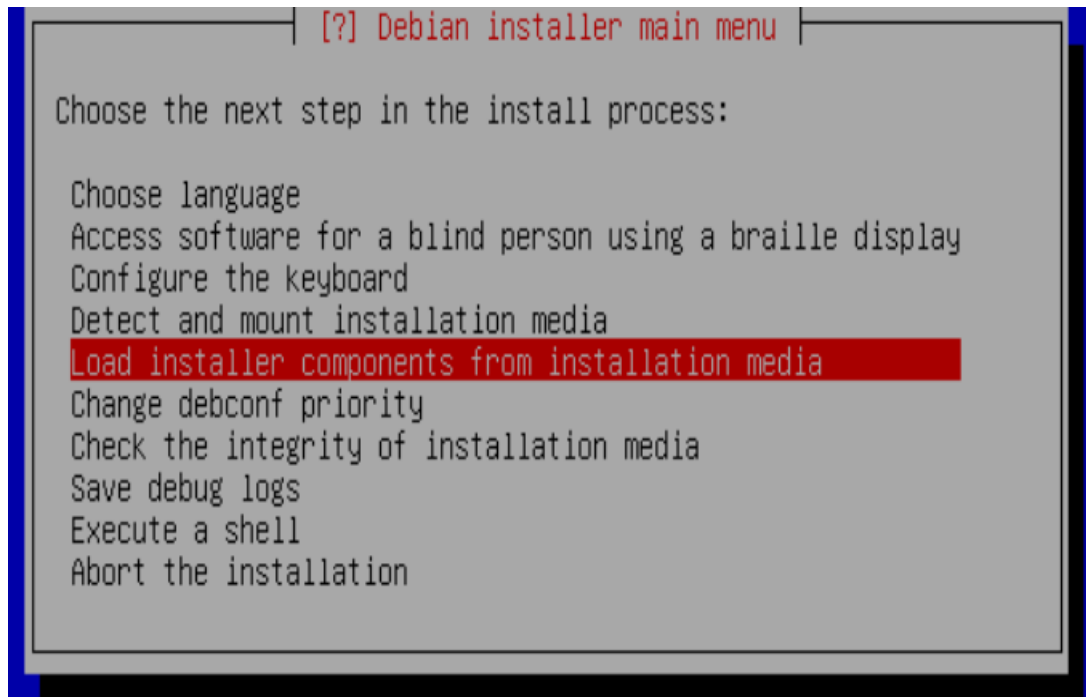 [?] Debian installer main menu
Choose the next step in the install process:
Choose language
Access software for a blind person using a braille display
Configure the keyboard
Detect and mount installation media
Load installer components from installation media
Change debconf priority
Check the integrity of installation media
Save debug logs
Execute a shell
Abort the installation